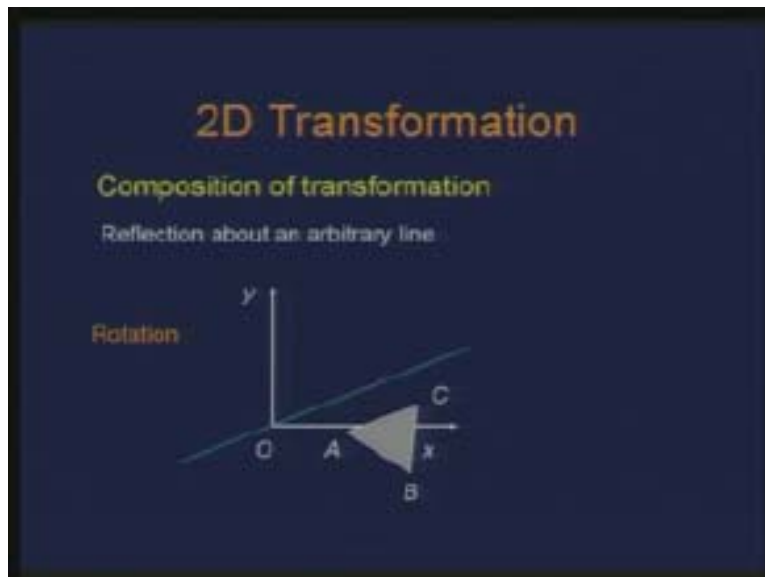 2D Transformation
Composition of transformation
Reflection about an arbitrary line
y
Rotation
C
O
A
x
B